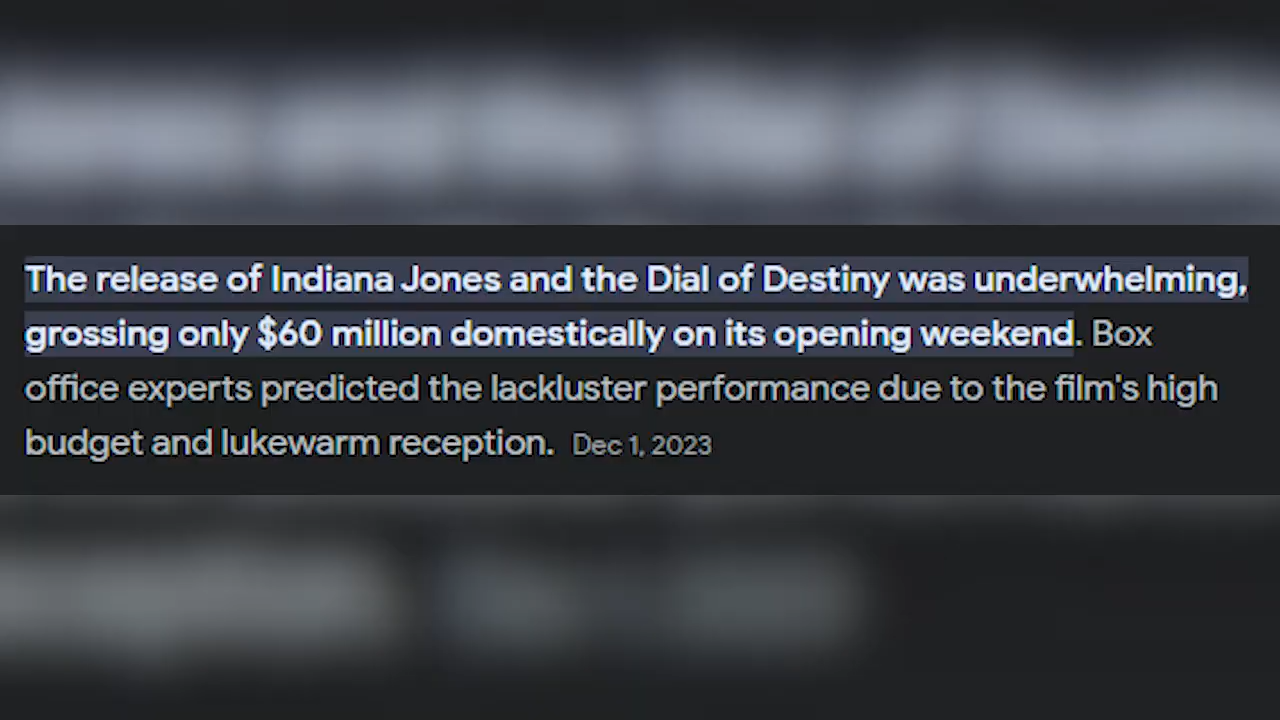 The release of Indiana Jones and the Dial of Destiny was underwhelming,
grossing only $60 million domestically on its opening weekend. Box
office experts predicted the lackluster performance due to the film's high
budget and lukewarm reception. Dec 1, 2023